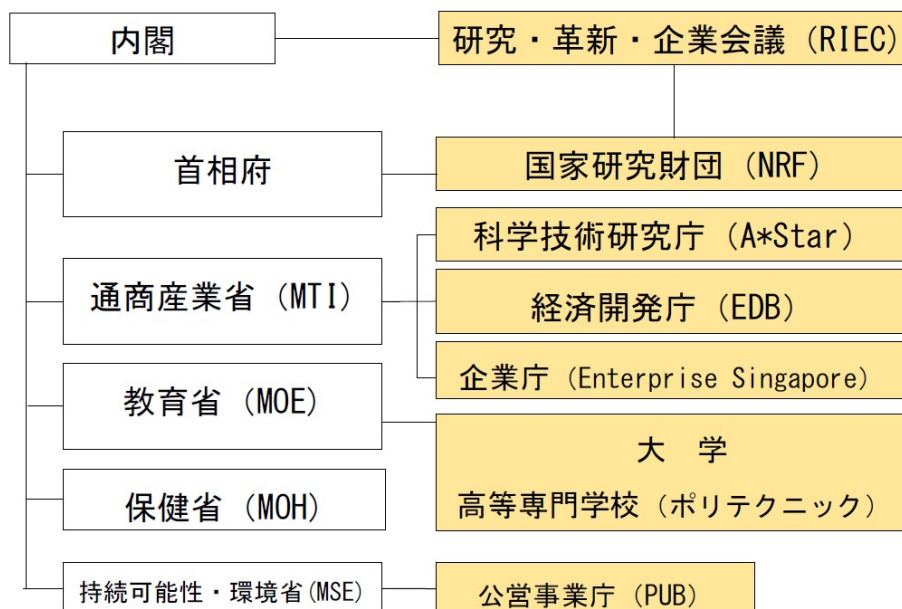 内閣
研究・革新・企業会議 (RIEC)
首相府
国家研究財団 (NRF)
科学技術研究庁 (A*Star)
通商産業省 (MTI)
経済開発庁 (EDB)
企業庁 (Enterprise Singapore)
教育省 (MOE)
大　学
高等専門学校 (ポリテクニック)
保健省 (MOH)
持続可能性・環境省(MSE)
公営事業庁 (PUB)